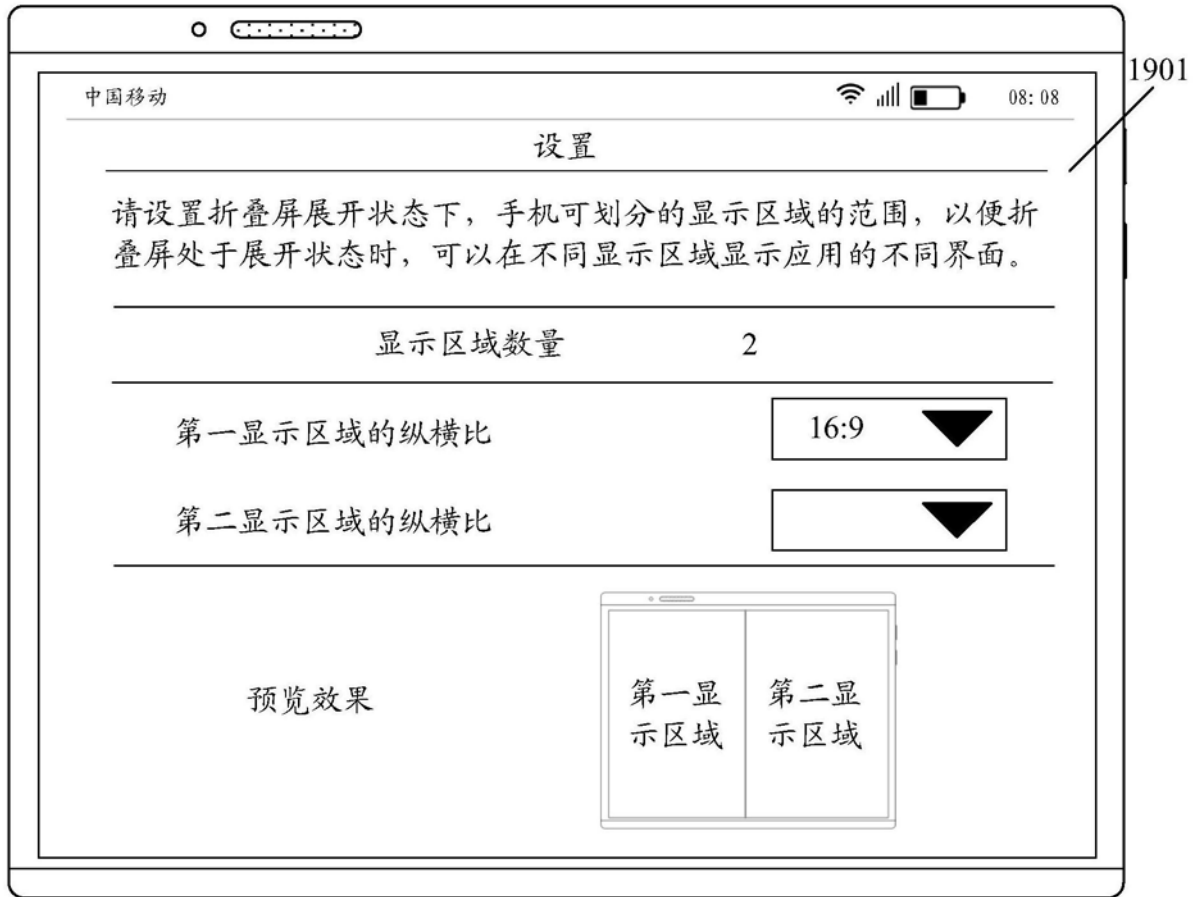 中国移动 08:08
1901
设置
请设置折叠屏展开状态下，手机可划分的显示区域的范围，以便折
叠屏处于展开状态时，可以在不同显示区域显示应用的不同界面。
显示区域数量 2
第一显示区域的纵横比 16:9
第二显示区域的纵横比
预览效果
第一显
示区域
第二显
示区域